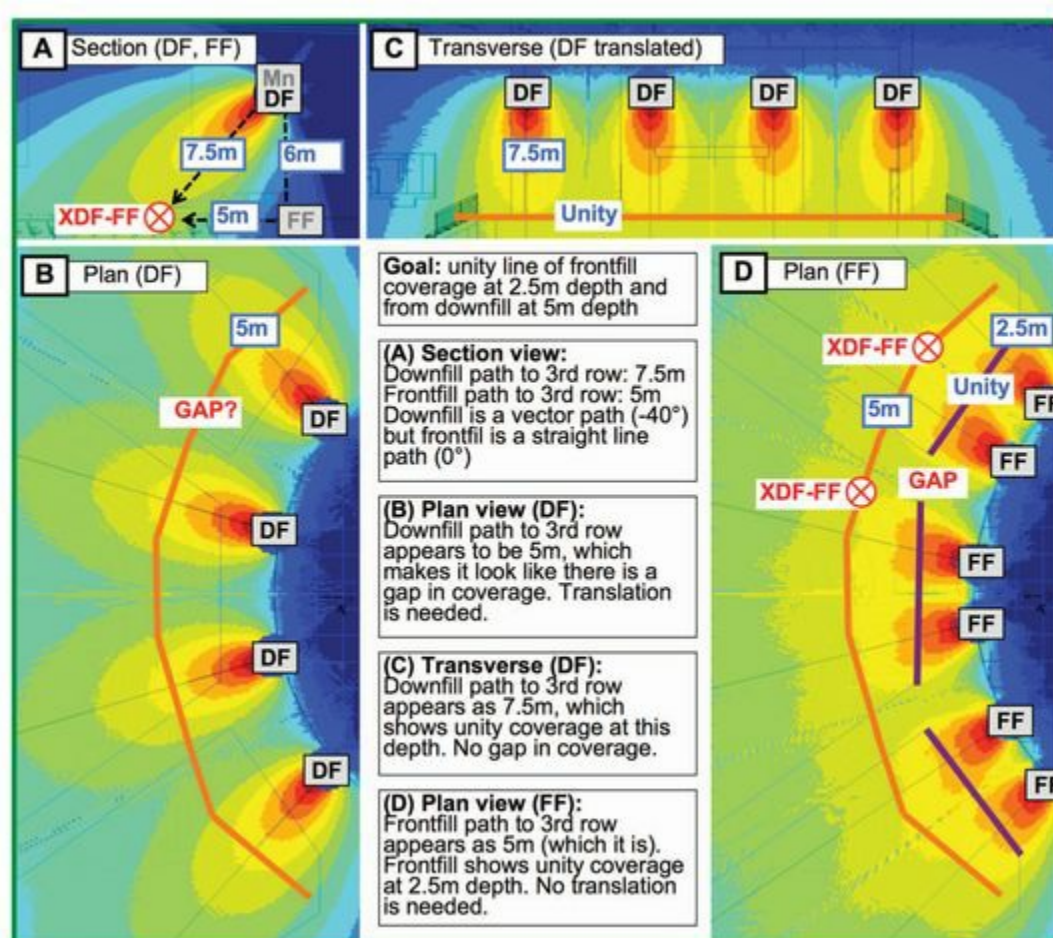 A Section (DF, FF)
Mn
DF
7.5m
6m
XDF-FF
5m
FF
C Transverse (DF translated)
DF
DF
DF
DF
7.5m
Unity
B Plan (DF)
5m
GAP?
DF
DF
DF
DF
Goal: unity line of frontfill
coverage at 2.5m depth and
from downfill at 5m depth
(A) Section view:
Downfill path to 3rd row: 7.5m
Frontfill path to 3rd row: 5m
Downfill is a vector path (-40°)
but frontfil is a straight line
path (0°)
(B) Plan view (DF):
Downfill path to 3rd row
appears to be 5m, which
makes it look like there is a
gap in coverage. Translation
is needed.
(C) Transverse (DF):
Downfill path to 3rd row
appears as 7.5m, which
shows unity coverage at this
depth. No gap in coverage.
(D) Plan view (FF):
Frontfill path to 3rd row
appears as 5m (which it is).
Frontfill shows unity coverage
at 2.5m depth. No translation
is needed.
D Plan (FF)
2.5m
XDF-FF
Unity
5m
FF
FF
XDF-FF
GAP
FF
FF
FF
FF